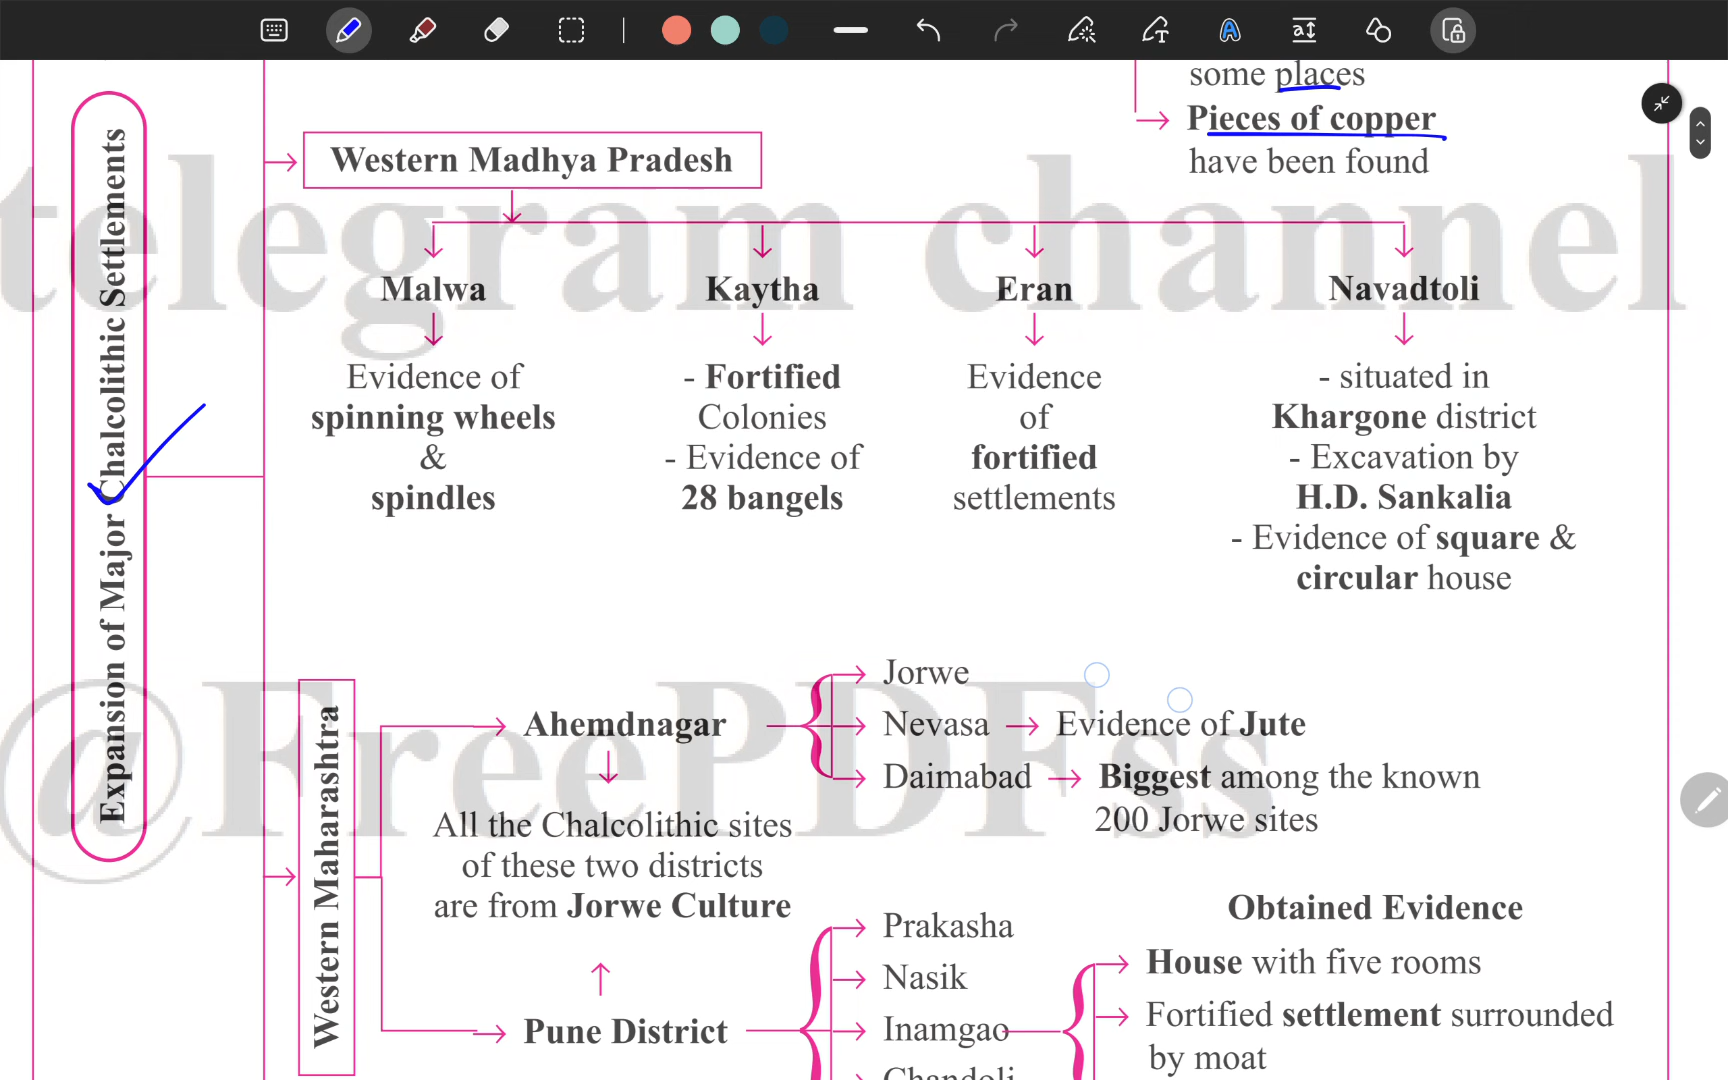 some places
Pieces of copper
have been found
Expansion of Major Chalcolithic Settlements
Western Madhya Pradesh
telegram channel
Malwa
Evidence of
spinning wheels
&
spindles
Kaytha
- Fortified
Colonies
- Evidence of
28 bangels
Eran
Evidence
of
fortified
settlements
Navadtoli
- situated in
Khargone district
- Excavation by
H.D. Sankalia
- Evidence of square &
circular house
@FreePDFss
Western Maharashtra
Ahemdnagar
Jorwe
Nevasa
Evidence of Jute
Daimabad
Biggest among the known
200 Jorwe sites
All the Chalcolithic sites
of these two districts
are from Jorwe Culture
Pune District
Prakasha
Nasik
Inamgao
Chandoli
Obtained Evidence
House with five rooms
Fortified settlement surrounded
by moat